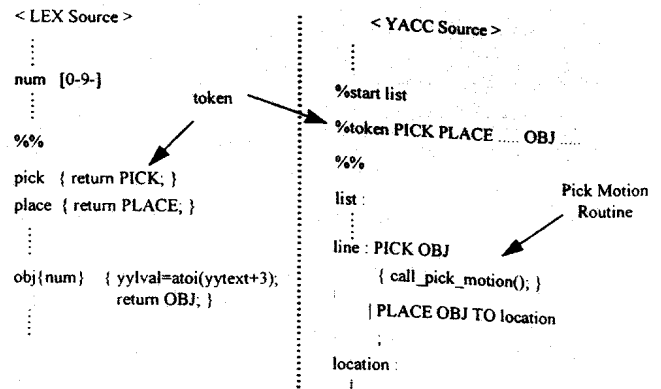 < LEX Source >
num [0-9-]
%%
pick { return PICK; }
place { return PLACE; }
obj{num} { yylval=atoi(yytext+3);
return OBJ; }
token
< YACC Source >
%start list
%token PICK PLACE ..... OBJ .....
%%
list :
line : PICK OBJ
{ call_pick_motion(); }
| PLACE OBJ TO location
;
location :
Pick Motion
Routine